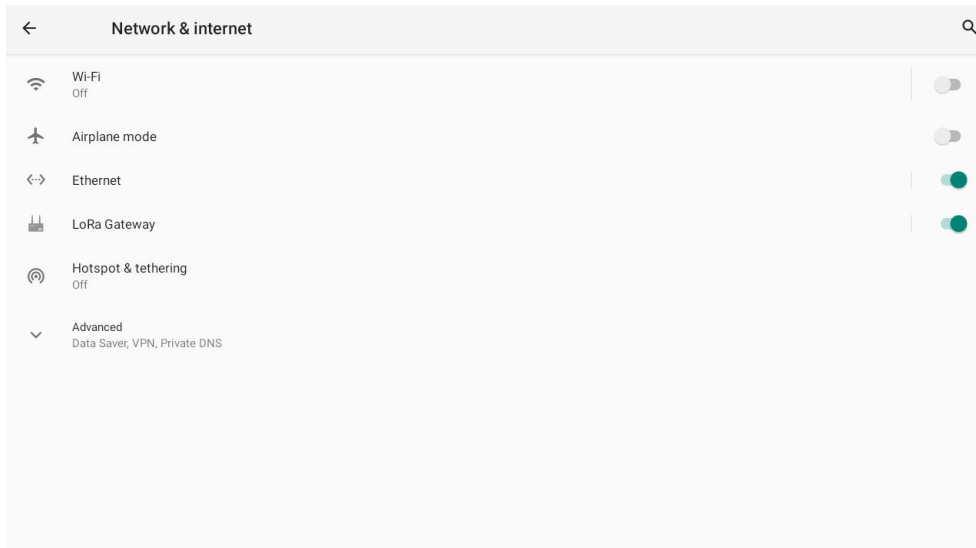 Network & internet
Wi-Fi
Off
Airplane mode
Ethernet
LoRa Gateway
Hotspot & tethering
Off
Advanced
Data Saver, VPN, Private DNS